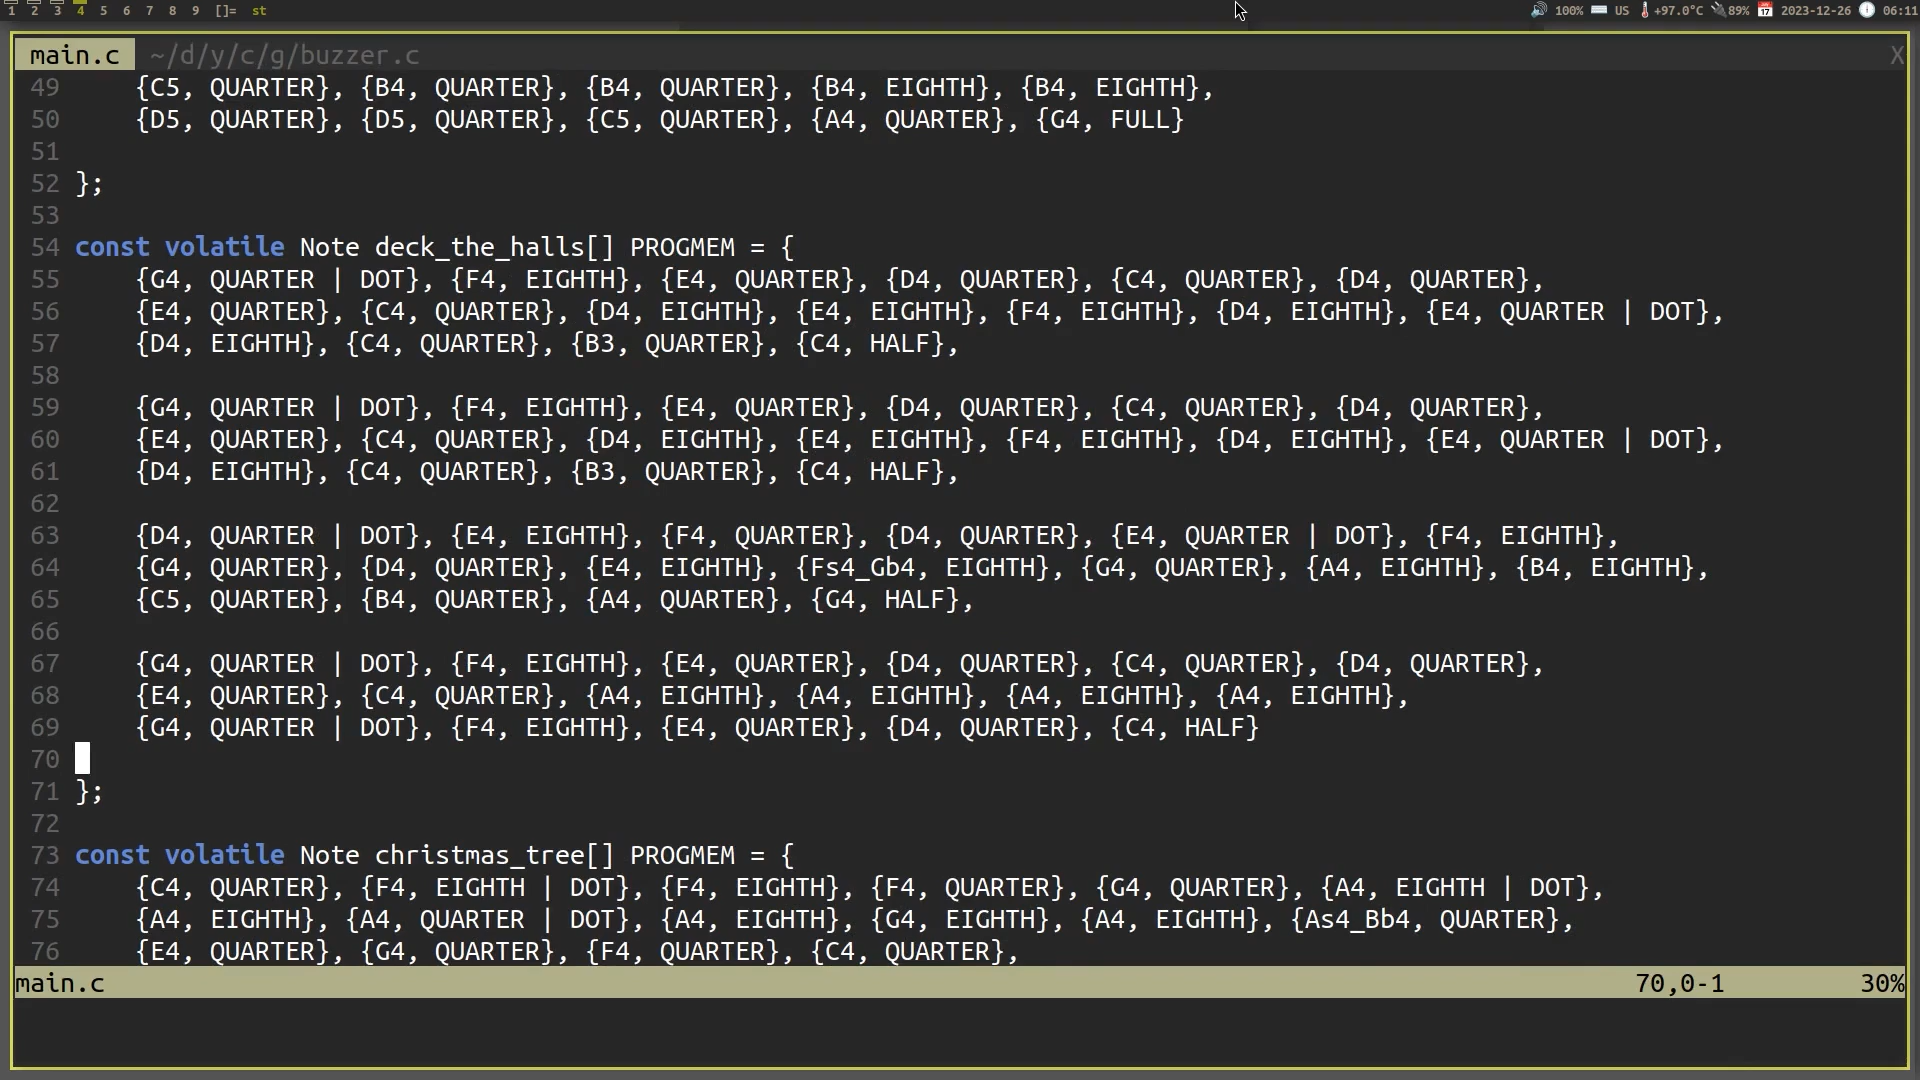 1 2 3 4 5 6 7 8 9 []= st 100% US +97.0°C 89% 2023-12-26 06:11
main.c ~/d/y/c/g/buzzer.c X
49 {C5, QUARTER}, {B4, QUARTER}, {B4, QUARTER}, {B4, EIGHTH}, {B4, EIGHTH},
50 {D5, QUARTER}, {D5, QUARTER}, {C5, QUARTER}, {A4, QUARTER}, {G4, FULL}
51
52 };
53
54 const volatile Note deck_the_halls[] PROGMEM = {
55 {G4, QUARTER | DOT}, {F4, EIGHTH}, {E4, QUARTER}, {D4, QUARTER}, {C4, QUARTER}, {D4, QUARTER},
56 {E4, QUARTER}, {C4, QUARTER}, {D4, EIGHTH}, {E4, EIGHTH}, {F4, EIGHTH}, {D4, EIGHTH}, {E4, QUARTER | DOT},
57 {D4, EIGHTH}, {C4, QUARTER}, {B3, QUARTER}, {C4, HALF},
58
59 {G4, QUARTER | DOT}, {F4, EIGHTH}, {E4, QUARTER}, {D4, QUARTER}, {C4, QUARTER}, {D4, QUARTER},
60 {E4, QUARTER}, {C4, QUARTER}, {D4, EIGHTH}, {E4, EIGHTH}, {F4, EIGHTH}, {D4, EIGHTH}, {E4, QUARTER | DOT},
61 {D4, EIGHTH}, {C4, QUARTER}, {B3, QUARTER}, {C4, HALF},
62
63 {D4, QUARTER | DOT}, {E4, EIGHTH}, {F4, QUARTER}, {D4, QUARTER}, {E4, QUARTER | DOT}, {F4, EIGHTH},
64 {G4, QUARTER}, {D4, QUARTER}, {E4, EIGHTH}, {Fs4_Gb4, EIGHTH}, {G4, QUARTER}, {A4, EIGHTH}, {B4, EIGHTH},
65 {C5, QUARTER}, {B4, QUARTER}, {A4, QUARTER}, {G4, HALF},
66
67 {G4, QUARTER | DOT}, {F4, EIGHTH}, {E4, QUARTER}, {D4, QUARTER}, {C4, QUARTER}, {D4, QUARTER},
68 {E4, QUARTER}, {C4, QUARTER}, {A4, EIGHTH}, {A4, EIGHTH}, {A4, EIGHTH}, {A4, EIGHTH},
69 {G4, QUARTER | DOT}, {F4, EIGHTH}, {E4, QUARTER}, {D4, QUARTER}, {C4, HALF}
70
71 };
72
73 const volatile Note christmas_tree[] PROGMEM = {
74 {C4, QUARTER}, {F4, EIGHTH | DOT}, {F4, EIGHTH}, {F4, QUARTER}, {G4, QUARTER}, {A4, EIGHTH | DOT},
75 {A4, EIGHTH}, {A4, QUARTER | DOT}, {A4, EIGHTH}, {G4, EIGHTH}, {A4, EIGHTH}, {As4_Bb4, QUARTER},
76 {E4, QUARTER}, {G4, QUARTER}, {F4, QUARTER}, {C4, QUARTER},
main.c 70,0-1 30%